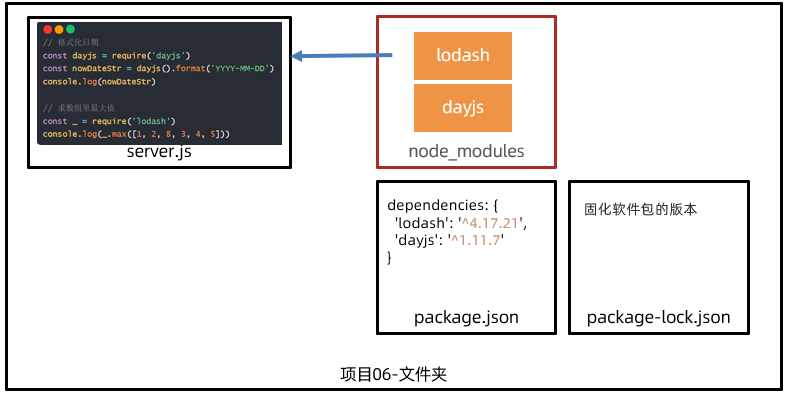 // 格式化日期
const dayjs = require('dayjs')
const nowDateStr = dayjs().format('YYYY-MM-DD')
console.log(nowDateStr)
// 求数组里最大值
const _ = require('lodash')
console.log(_.max([1, 2, 8, 3, 4, 5]))
server.js
lodash
dayjs
node_modules
dependencies: {
'lodash': '^4.17.21',
'dayjs': '^1.11.7'
}
package.json
固化软件包的版本
package-lock.json
项目06-文件夹